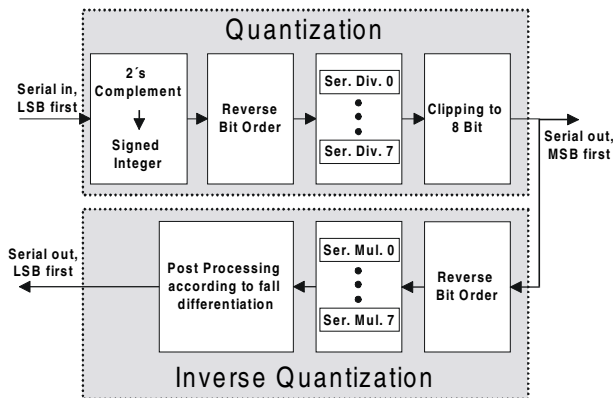 Quantization
Serial in,
LSB first
2´s
Complement
Signed
Integer
Reverse
Bit Order
Ser. Div. 0
Ser. Div. 7
Clipping to
8 Bit
Serial out,
MSB first
Serial out,
LSB first
Post Processing
according to fall
differentiation
Ser. Mul. 0
Ser. Mul. 7
Reverse
Bit Order
Inverse Quantization